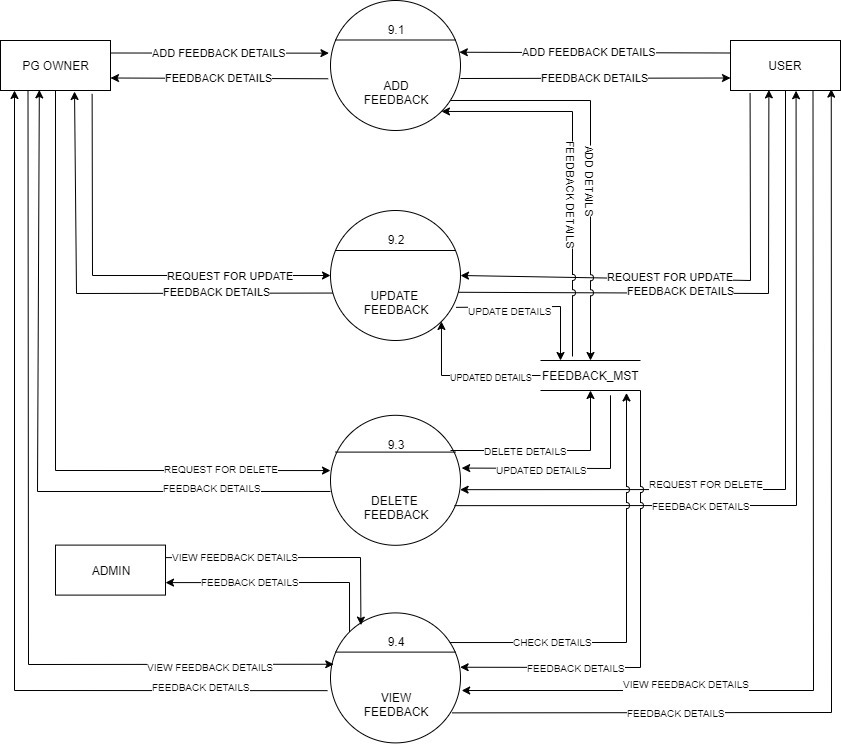 9.1
ADD FEEDBACK DETAILS
ADD FEEDBACK DETAILS
PG OWNER
USER
FEEDBACK DETAILS
FEEDBACK DETAILS
ADD
FEEDBACK
FEEDBACK DETAILS
ADD DETAILS
9.2
REQUEST FOR UPDATE
REQUEST FOR UPDATE
FEEDBACK DETAILS
FEEDBACK DETAILS
UPDATE
FEEDBACK
UPDATE DETAILS
UPDATED DETAILS
FEEDBACK_MST
9.3
DELETE DETAILS
REQUEST FOR DELETE
UPDATED DETAILS
FEEDBACK DETAILS
REQUEST FOR DELETE
DELETE
FEEDBACK
FEEDBACK DETAILS
VIEW FEEDBACK DETAILS
ADMIN
FEEDBACK DETAILS
9.4
CHECK DETAILS
VIEW FEEDBACK DETAILS
FEEDBACK DETAILS
FEEDBACK DETAILS
VIEW FEEDBACK DETAILS
VIEW
FEEDBACK
FEEDBACK DETAILS